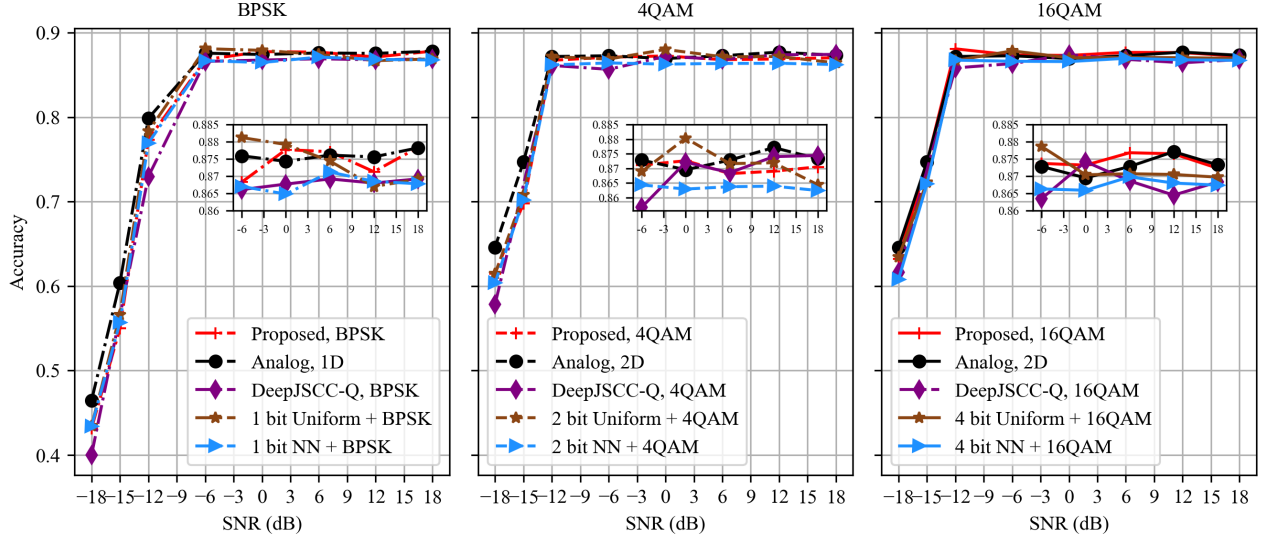 BPSK
4QAM
16QAM
Accuracy
0.9
0.8
0.7
0.6
0.5
0.4
0.885
0.88
0.875
0.87
0.865
0.86
-6 -3 0 3 6 9 12 15 18
Proposed, BPSK
Analog, 1D
DeepJSCC-Q, BPSK
1 bit Uniform + BPSK
1 bit NN + BPSK
−18 −15 −12 −9 −6 −3 0 3 6 9 12 15 18
SNR (dB)
0.885
0.88
0.875
0.87
0.865
0.86
-6 -3 0 3 6 9 12 15 18
Proposed, 4QAM
Analog, 2D
DeepJSCC-Q, 4QAM
2 bit Uniform + 4QAM
2 bit NN + 4QAM
−18 −15 −12 −9 −6 −3 0 3 6 9 12 15 18
SNR (dB)
0.885
0.88
0.875
0.87
0.865
0.86
-6 -3 0 3 6 9 12 15 18
Proposed, 16QAM
Analog, 2D
DeepJSCC-Q, 16QAM
4 bit Uniform + 16QAM
4 bit NN + 16QAM
−18 −15 −12 −9 −6 −3 0 3 6 9 12 15 18
SNR (dB)